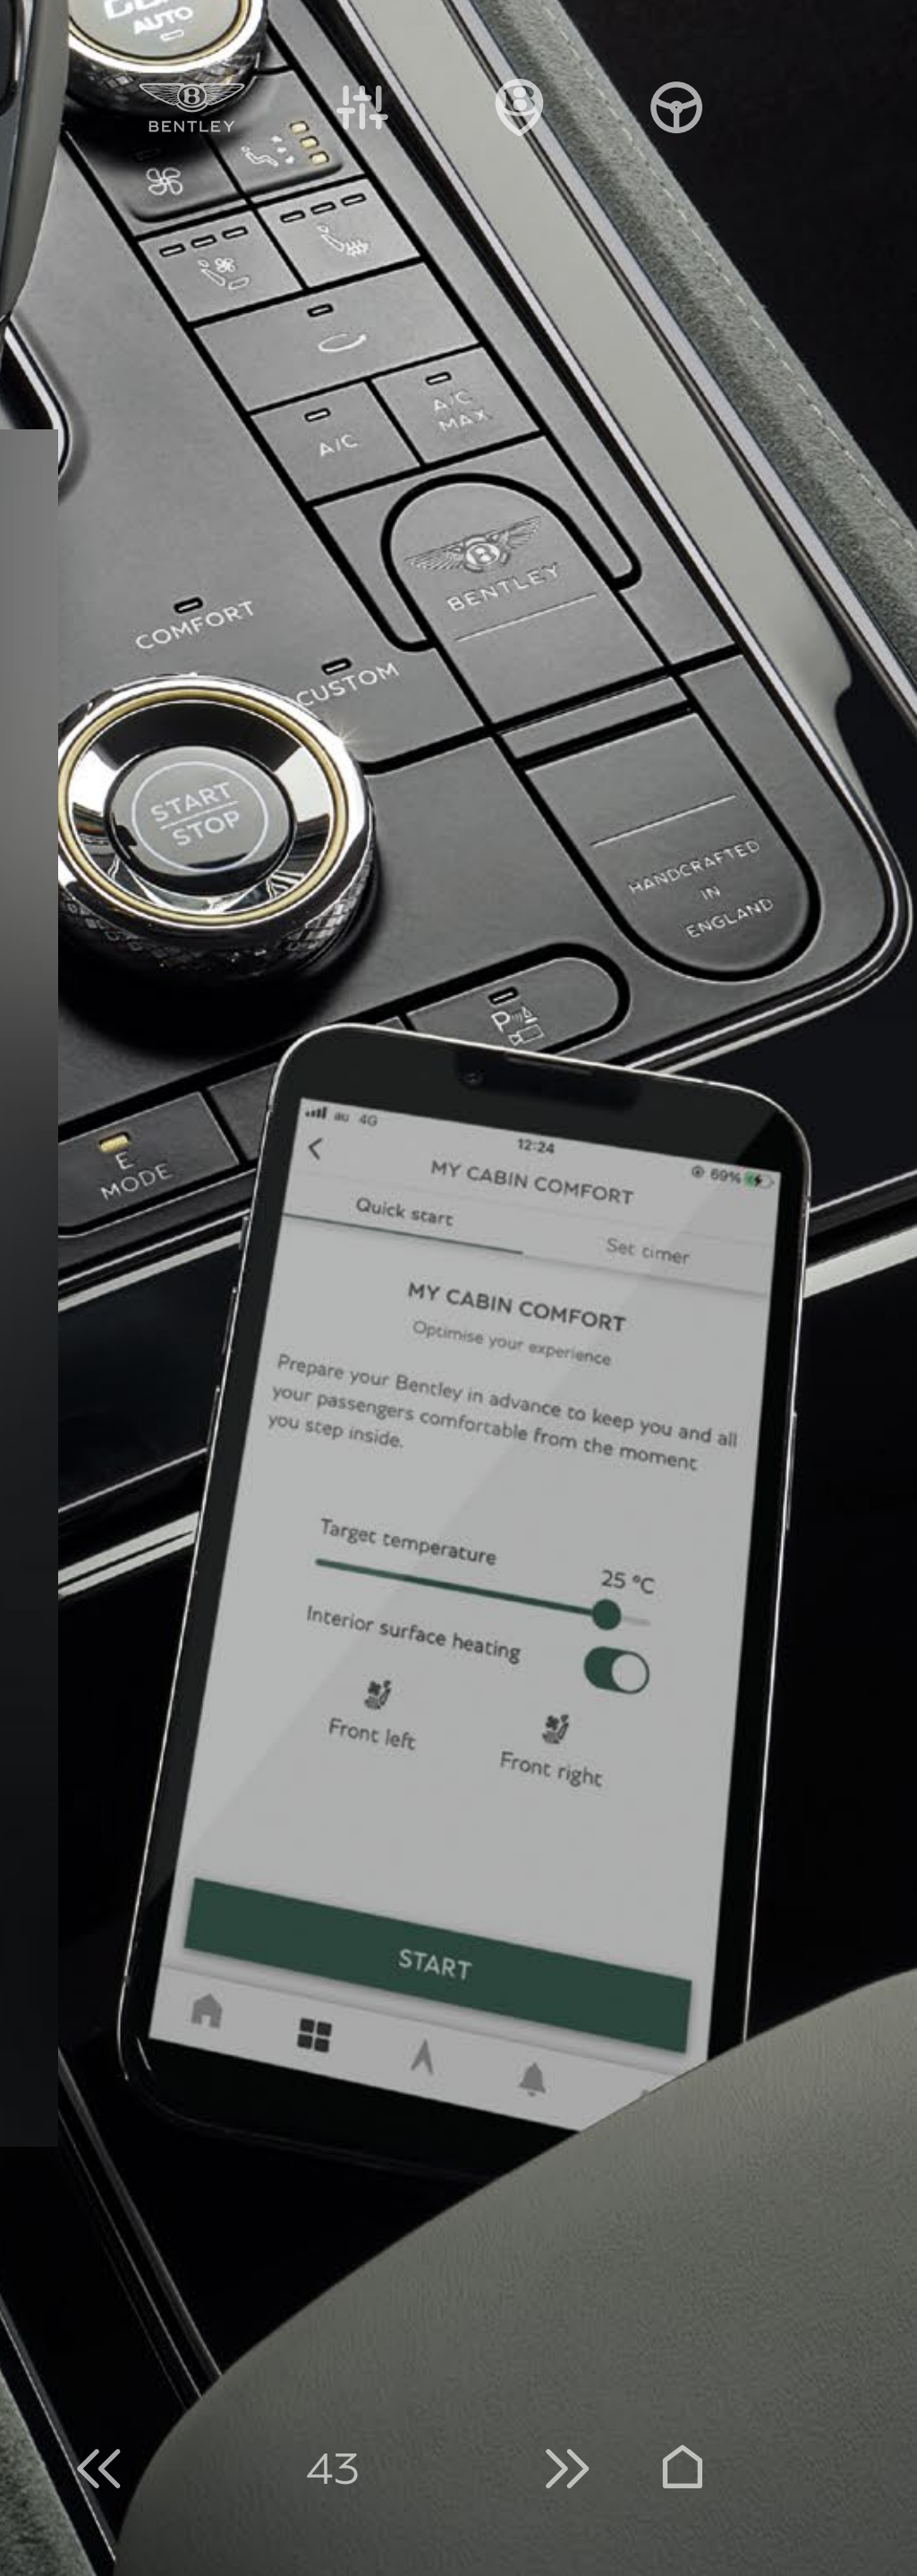 AUTO
BENTLEY
A/C
A/C
MAX
BENTLEY
COMFORT
CUSTOM
START
STOP
HANDCRAFTED
IN
ENGLAND
P
E
MODE
au 4G
12:24
69%
MY CABIN COMFORT
Quick start
Set timer
MY CABIN COMFORT
Optimise your experience
Prepare your Bentley in advance to keep you and all
your passengers comfortable from the moment
you step inside.
Target temperature
25 °C
Interior surface heating
Front left
Front right
START
43